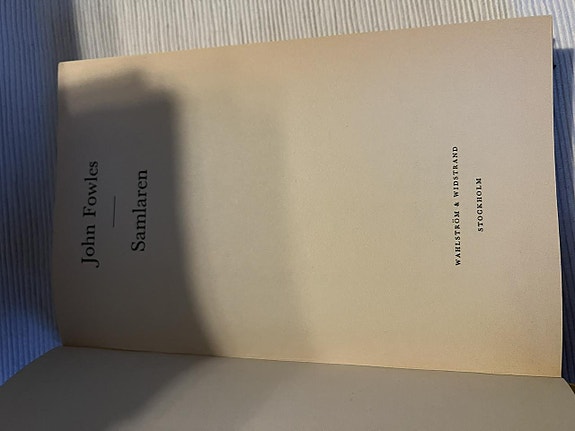 John Fowles
Samlaren
WAHLSTRÖM & WIDSTRAND
STOCKHOLM